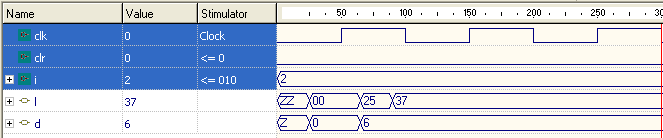 Name Value Stimulator 50 100 150 200 250 300
clk 0 Clock
clr 0 <= 0
i 2 <= 010 2
l 37 ZZ 00 25 37
d 6 Z 0 6